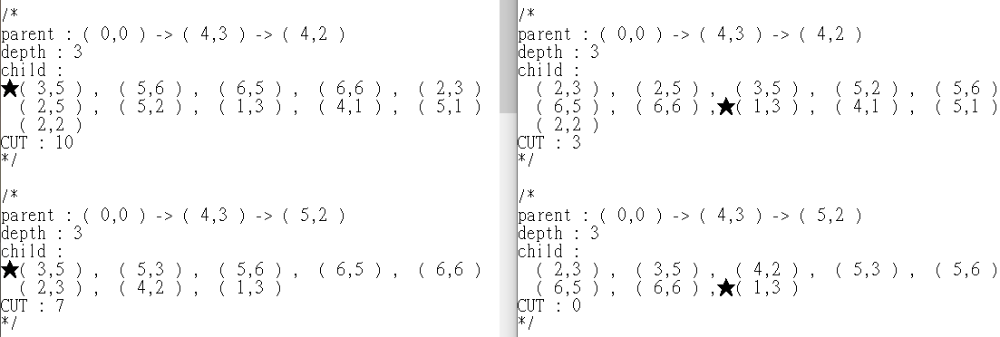 /*
parent : ( 0,0 ) -> ( 4,3 ) -> ( 4,2 )
depth : 3
child :
★( 3,5 ) , ( 5,6 ) , ( 6,5 ) , ( 6,6 ) , ( 2,3 )
( 2,5 ) , ( 5,2 ) , ( 1,3 ) , ( 4,1 ) , ( 5,1 )
( 2,2 )
CUT : 10
*/
/*
parent : ( 0,0 ) -> ( 4,3 ) -> ( 5,2 )
depth : 3
child :
★( 3,5 ) , ( 5,3 ) , ( 5,6 ) , ( 6,5 ) , ( 6,6 )
( 2,3 ) , ( 4,2 ) , ( 1,3 )
CUT : 7
*/
/*
parent : ( 0,0 ) -> ( 4,3 ) -> ( 4,2 )
depth : 3
child :
( 2,3 ) , ( 2,5 ) , ( 3,5 ) , ( 5,2 ) , ( 5,6 )
( 6,5 ) , ( 6,6 ) ,★( 1,3 ) , ( 4,1 ) , ( 5,1 )
( 2,2 )
CUT : 3
*/
/*
parent : ( 0,0 ) -> ( 4,3 ) -> ( 5,2 )
depth : 3
child :
( 2,3 ) , ( 3,5 ) , ( 4,2 ) , ( 5,3 ) , ( 5,6 )
( 6,5 ) , ( 6,6 ) ,★( 1,3 )
CUT : 0
*/